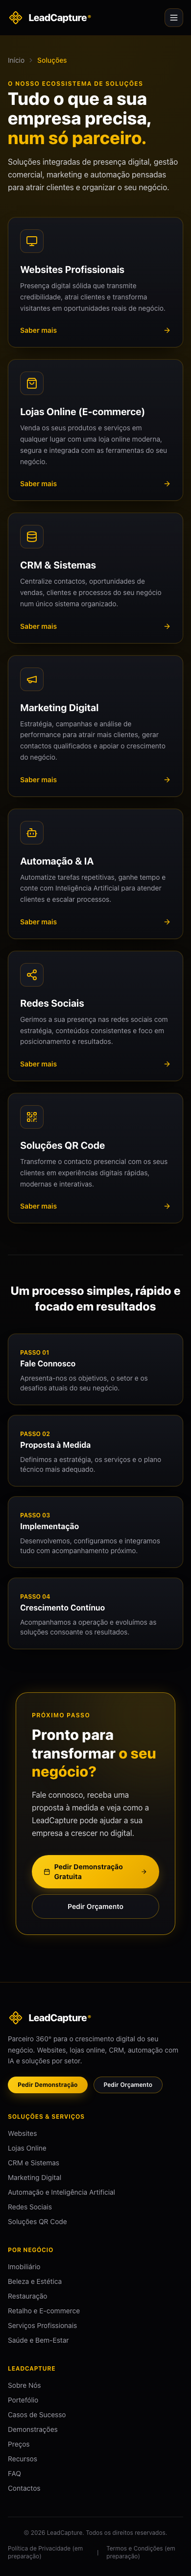 LeadCapture
Início > Soluções
O NOSSO ECOSSISTEMA DE SOLUÇÕES
Tudo o que a sua
empresa precisa,
num só parceiro.
Soluções integradas de presença digital, gestão
comercial, marketing e automação pensadas
para atrair clientes e organizar o seu negócio.
Websites Profissionais
Presença digital sólida que transmite
credibilidade, atrai clientes e transforma
visitantes em oportunidades reais de negócio.
Saber mais
Lojas Online (E-commerce)
Venda os seus produtos e serviços em
qualquer lugar com uma loja online moderna,
segura e integrada com as ferramentas do seu
negócio.
Saber mais
CRM & Sistemas
Centralize contactos, oportunidades de
vendas, clientes e processos do seu negócio
num único sistema organizado.
Saber mais
Marketing Digital
Estratégia, campanhas e análise de
performance para atrair mais clientes, gerar
contactos qualificados e apoiar o crescimento
do negócio.
Saber mais
Automação & IA
Automatize tarefas repetitivas, ganhe tempo e
conte com Inteligência Artificial para atender
clientes e escalar processos.
Saber mais
Redes Sociais
Gerimos a sua presença nas redes sociais com
estratégia, conteúdos consistentes e foco em
posicionamento e resultados.
Saber mais
Soluções QR Code
Transforme o contacto presencial com os seus
clientes em experiências digitais rápidas,
modernas e interativas.
Saber mais
Um processo simples, rápido e
focado em resultados
PASSO 01
Fale Connosco
Apresenta-nos os objetivos, o setor e os
desafios atuais do seu negócio.
PASSO 02
Proposta à Medida
Definimos a estratégia, os serviços e o plano
técnico mais adequado.
PASSO 03
Implementação
Desenvolvemos, configuramos e integramos
tudo com acompanhamento próximo.
PASSO 04
Crescimento Contínuo
Acompanhamos a operação e evoluímos as
soluções consoante os resultados.
PRÓXIMO PASSO
Pronto para
transformar o seu
negócio?
Fale connosco, receba uma
proposta à medida e veja como a
LeadCapture pode ajudar a sua
empresa a crescer no digital.
Pedir Demonstração
Gratuita
Pedir Orçamento
LeadCapture
Parceiro 360° para o crescimento digital do seu
negócio. Websites, lojas online, CRM, automação com
IA e soluções por setor.
Pedir Demonstração
Pedir Orçamento
SOLUÇÕES & SERVIÇOS
Websites
Lojas Online
CRM e Sistemas
Marketing Digital
Automação e Inteligência Artificial
Redes Sociais
Soluções QR Code
POR NEGÓCIO
Imobiliário
Beleza e Estética
Restauração
Retalho e E-commerce
Serviços Profissionais
Saúde e Bem-Estar
LEADCAPTURE
Sobre Nós
Portefólio
Casos de Sucesso
Demonstrações
Preços
Recursos
FAQ
Contactos
© 2026 LeadCapture. Todos os direitos reservados.
Política de Privacidade (em
preparação)
|
Termos e Condições (em
preparação)